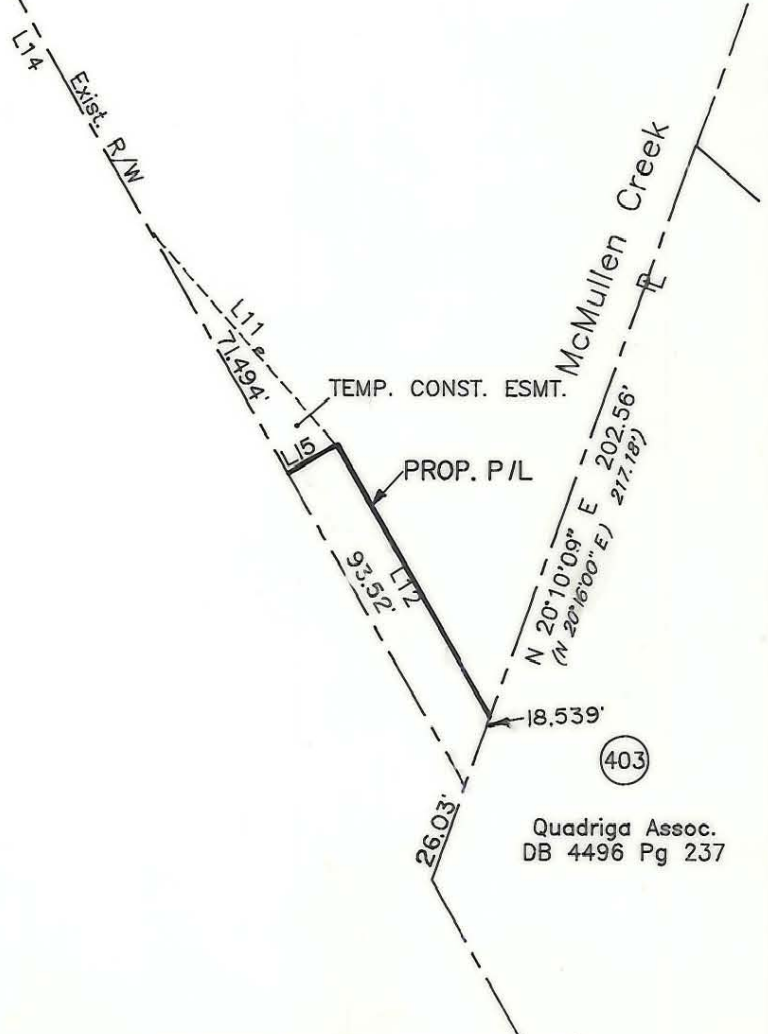 L14
Exist. R/W
McMullen Creek
PL
L11
71.494'
TEMP. CONST. ESMT.
L15
PROP. P/L
N 20°10'09" E 202.56'
(N 20°16'00" E) 217.18')
93.52'
L12
18.539'
403
26.03'
Quadriga Assoc.
DB 4496 Pg 237